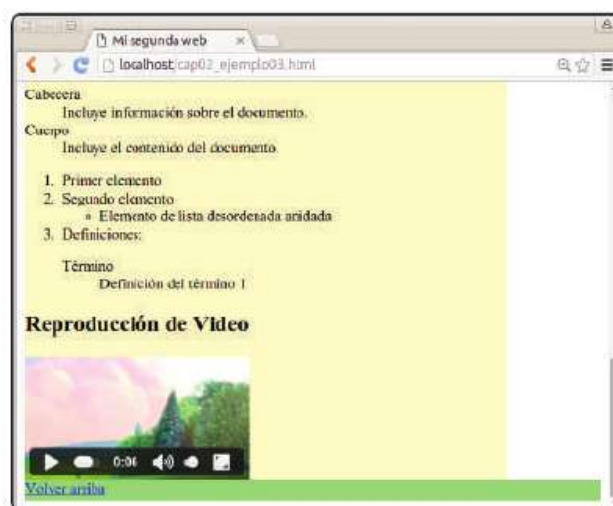 Mi segunda web
localhost/cap02_ejemplo03.html
Cabecera
Incluye información sobre el documento.
Cuerpo
Incluye el contenido del documento
1. Primer elemento
2. Segundo elemento
Elemento de lista desordenada anidada
3. Definiciones:
Término
Definición del término 1
Reproducción de Video
0:06
Volver arriba